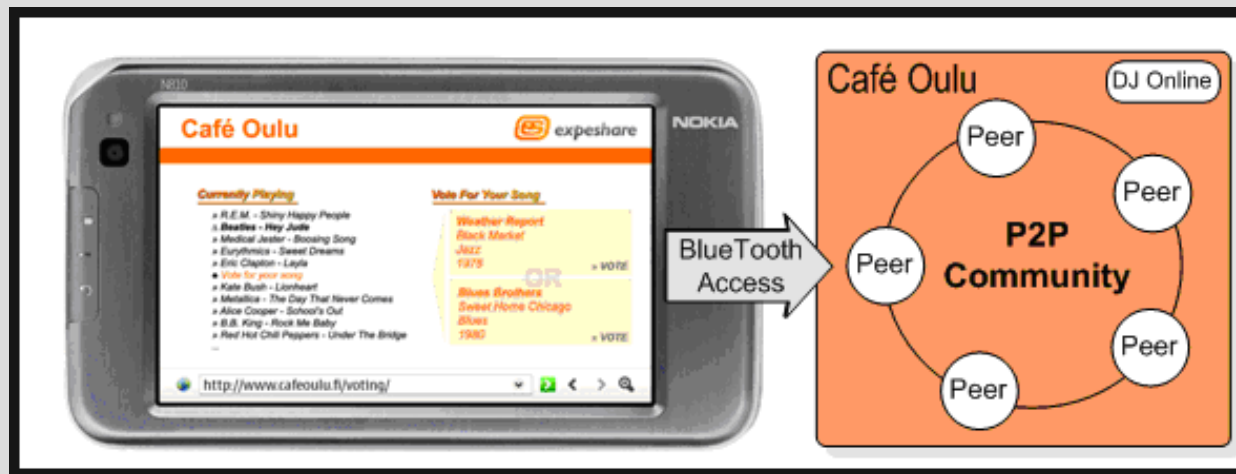 N810
NOKIA
Café Oulu
expeshare
Currently Playing
» R.E.M. - Shiny Happy People
Beatles - Hey Jude
» Medical Jester - Boosing Song
» Eurythmics - Sweet Dreams
» Eric Clapton - Layla
Vote for your song
» Kate Bush - Lionheart
» Metallica - The Day That Never Comes
» Alice Cooper - School's Out
» B.B. King - Rock Me Baby
» Red Hot Chili Peppers - Under The Bridge
...
Vote For Your Song
Weather Report
Black Market
Jazz
» VOTE
OR
Blues Brothers
Sweet Home Chicago
Blues
1980
» VOTE
http://www.cafeoulu.fi/voting/
BlueTooth
Access
Café Oulu
DJ Online
Peer
Peer
Peer
P2P
Community
Peer
Peer